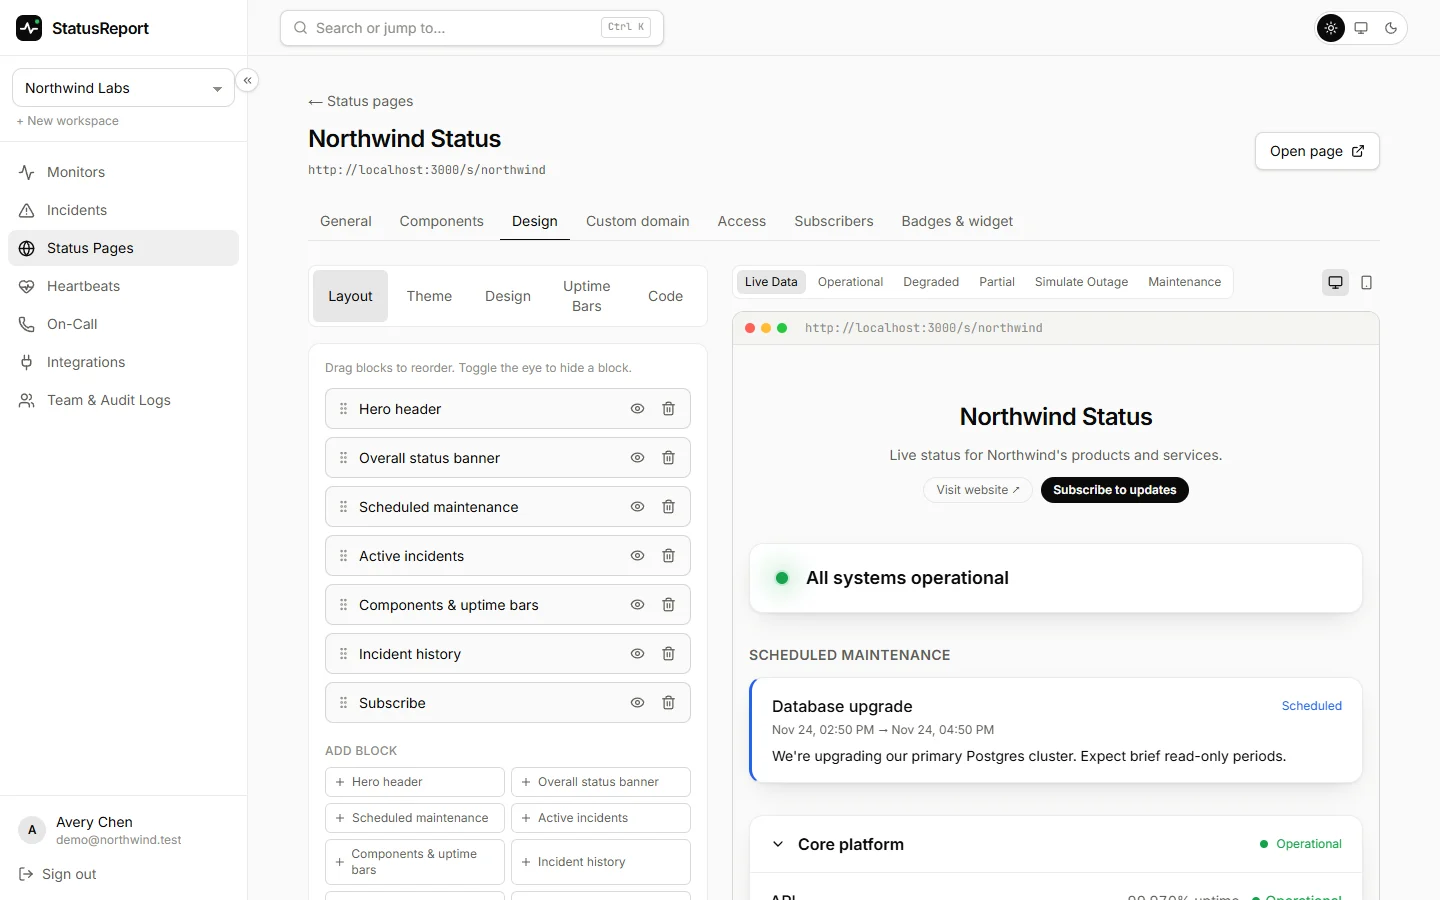 StatusReport
Search or jump to...
Ctrl K
Northwind Labs
+ New workspace
Monitors
Incidents
Status Pages
Heartbeats
On-Call
Integrations
Team & Audit Logs
Avery Chen
A
demo@northwind.test
Sign out
← Status pages
Northwind Status
http://localhost:3000/s/northwind
Open page
General
Components
Design
Custom domain
Access
Subscribers
Badges & widget
Layout
Theme
Design
Uptime
Bars
Code
Drag blocks to reorder. Toggle the eye to hide a block.
Hero header
Overall status banner
Scheduled maintenance
Active incidents
Components & uptime bars
Incident history
Subscribe
ADD BLOCK
+ Hero header
+ Overall status banner
+ Scheduled maintenance
+ Active incidents
+ Components & uptime
bars
+ Incident history
Live Data
Operational
Degraded
Partial
Simulate Outage
Maintenance
http://localhost:3000/s/northwind
Northwind Status
Live status for Northwind's products and services.
Visit website ↗
Subscribe to updates
All systems operational
SCHEDULED MAINTENANCE
Database upgrade
Scheduled
Nov 24, 02:50 PM → Nov 24, 04:50 PM
We're upgrading our primary Postgres cluster. Expect brief read-only periods.
Core platform
Operational
API
99.970% uptime
Operational